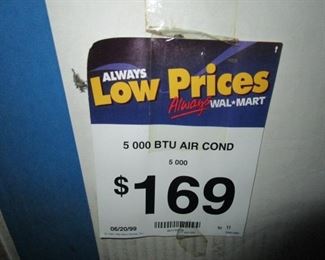 ALWAYS
Low Prices
Always WAL★MART
5 000 BTU AIR COND
5 000
$169
06/20/99